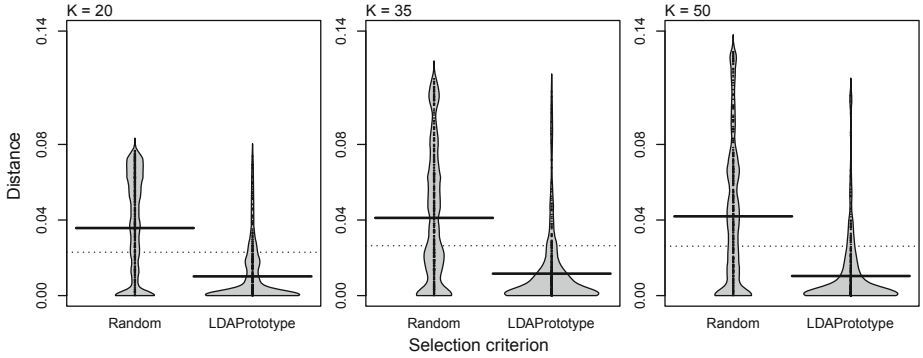 K = 20
K = 35
K = 50
Distance
0.14
0.08
0.04
0.00
0.14
0.08
0.04
0.00
0.14
0.08
0.04
0.00
Random
LDAPrototype
Random
LDAPrototype
Random
LDAPrototype
Selection criterion